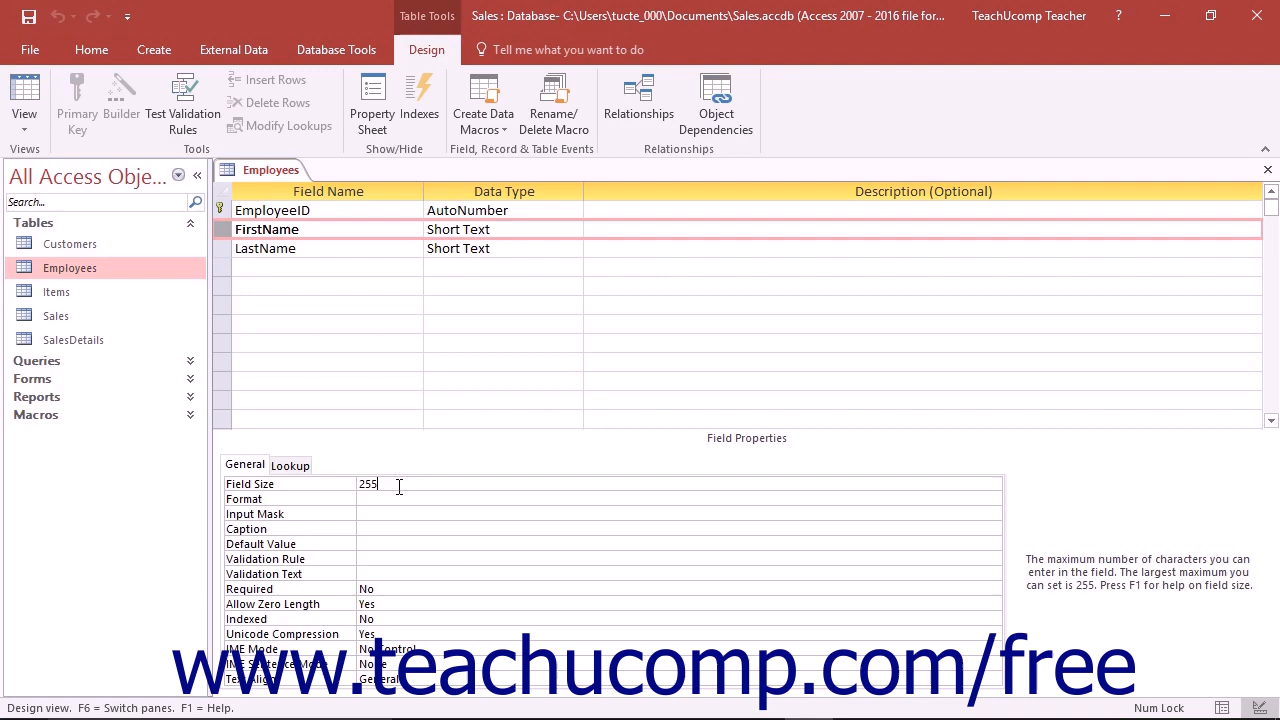 Table Tools
Sales : Database- C:\Users\tucte_000\Documents\Sales.accdb (Access 2007 - 2016 file for...
TeachUcomp Teacher
?
File
Home
Create
External Data
Database Tools
Design
Tell me what you want to do
View
Primary Key
Builder
Test Validation Rules
Insert Rows
Delete Rows
Modify Lookups
Property Sheet
Indexes
Create Data Macros
Rename/ Delete Macro
Relationships
Object Dependencies
Views
Tools
Show/Hide
Field, Record & Table Events
Relationships
All Access Obje...
Search...
Tables
Customers
Employees
Items
Sales
SalesDetails
Queries
Forms
Reports
Macros
Employees
Field Name Data Type Description (Optional)
EmployeeID AutoNumber
FirstName Short Text
LastName Short Text
Field Properties
General Lookup
Field Size 255
Format
Input Mask
Caption
Default Value
Validation Rule
Validation Text
Required No
Allow Zero Length Yes
Indexed No
Unicode Compression Yes
IME Mode No Control
IME Sentence Mode None
Text Align General
The maximum number of characters you can
enter in the field. The largest maximum you
can set is 255. Press F1 for help on field size.
www.teachucomp.com/free
Design view. F6 = Switch panes. F1 = Help.
Num Lock